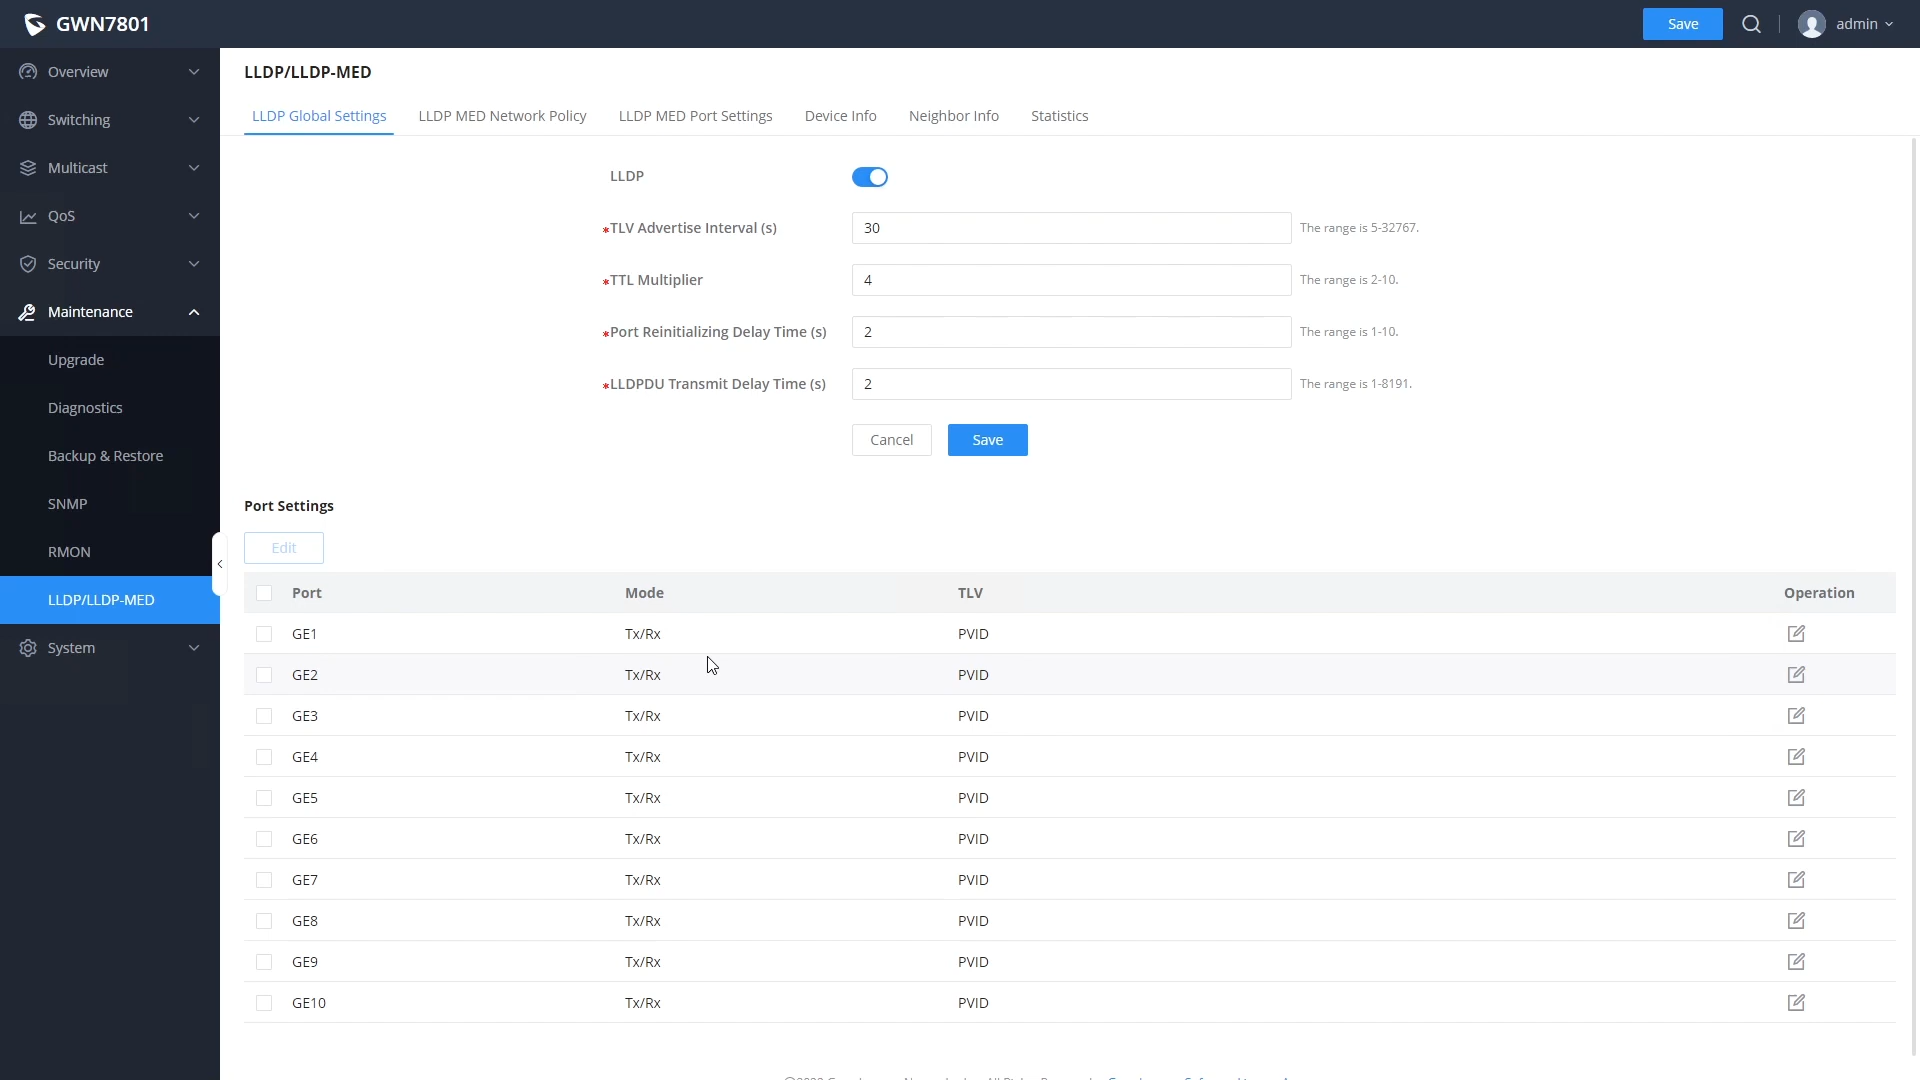 GWN7801
Save
admin
Overview
Switching
Multicast
QoS
Security
Maintenance
Upgrade
Diagnostics
Backup & Restore
SNMP
RMON
LLDP/LLDP-MED
System
LLDP/LLDP-MED
LLDP Global Settings LLDP MED Network Policy LLDP MED Port Settings Device Info Neighbor Info Statistics
LLDP
*TLV Advertise Interval (s) 30 The range is 5-32767.
*TTL Multiplier 4 The range is 2-10.
*Port Reinitializing Delay Time (s) 2 The range is 1-10.
*LLDPDU Transmit Delay Time (s) 2 The range is 1-8191.
Cancel Save
Port Settings
Edit
Port Mode TLV Operation
GE1 Tx/Rx PVID
GE2 Tx/Rx PVID
GE3 Tx/Rx PVID
GE4 Tx/Rx PVID
GE5 Tx/Rx PVID
GE6 Tx/Rx PVID
GE7 Tx/Rx PVID
GE8 Tx/Rx PVID
GE9 Tx/Rx PVID
GE10 Tx/Rx PVID